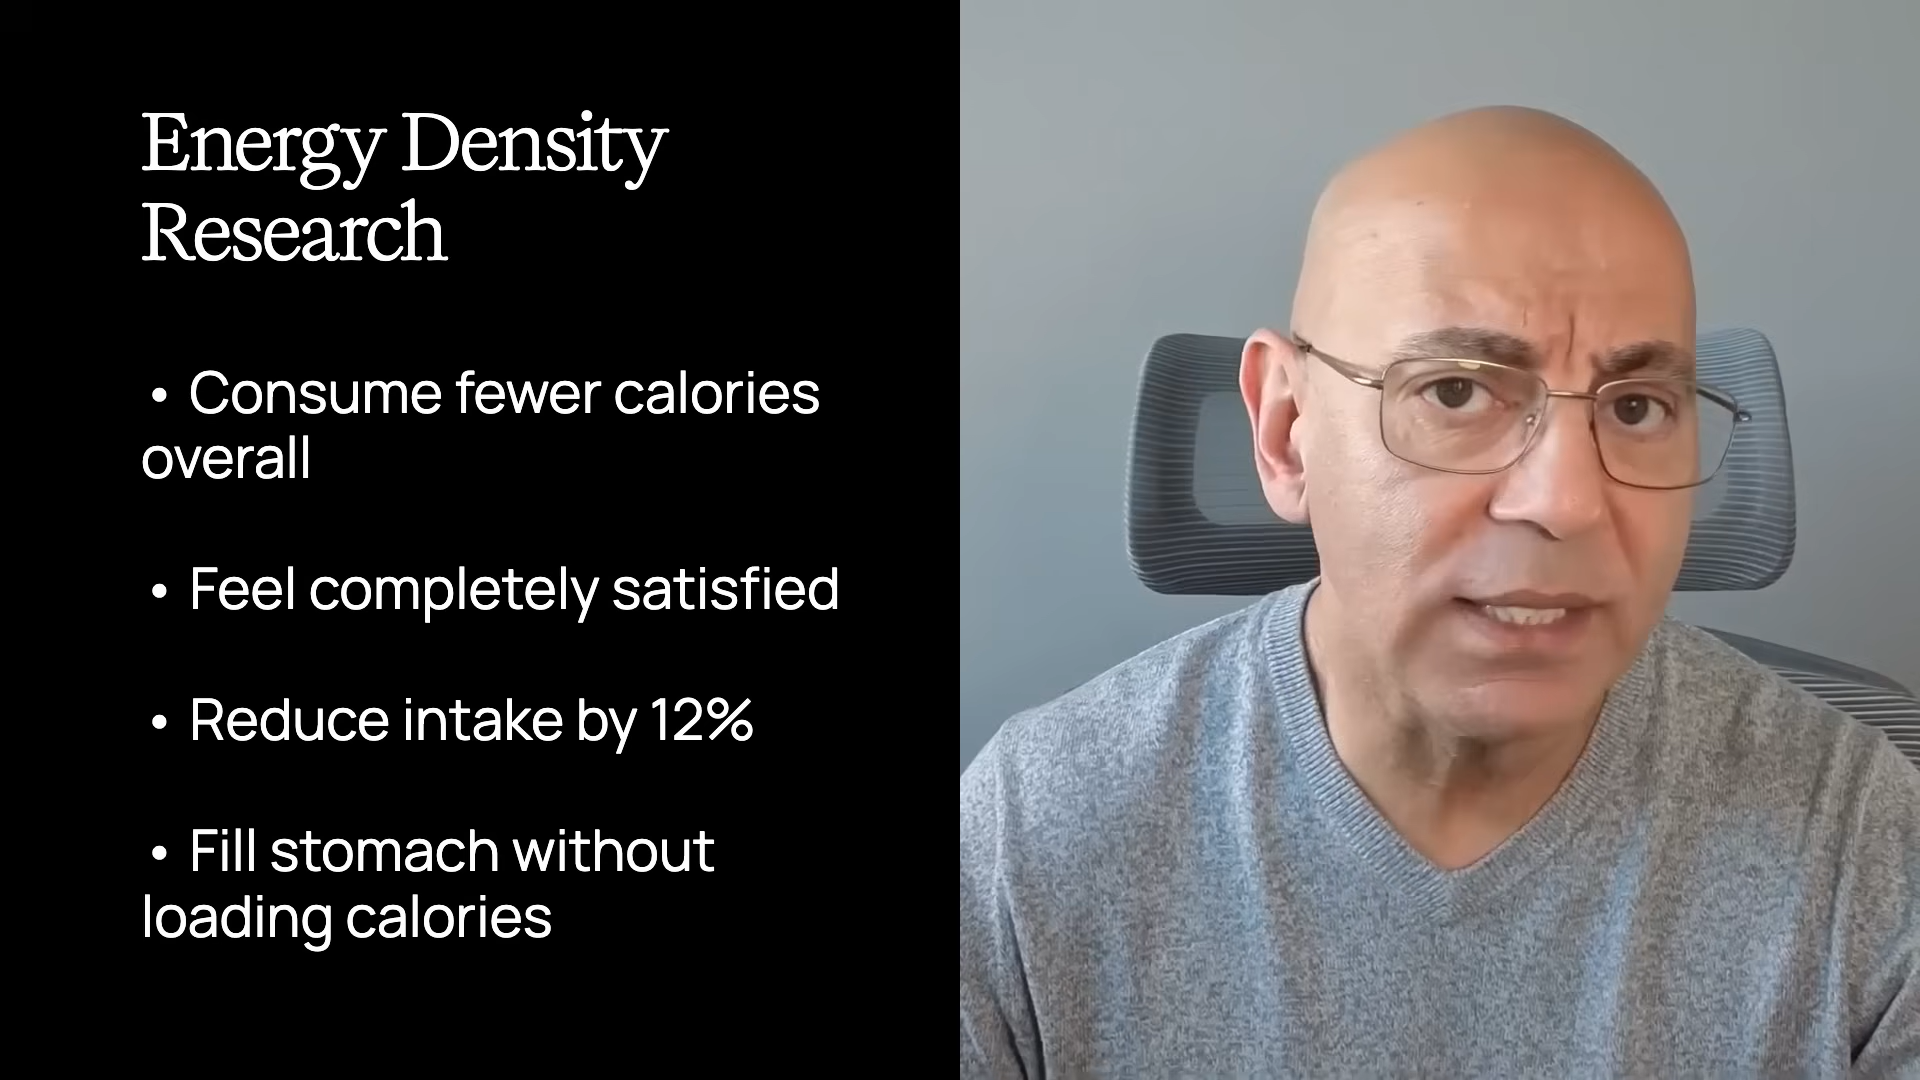 Energy Density
Research
• Consume fewer calories
overall
• Feel completely satisfied
• Reduce intake by 12%
• Fill stomach without
loading calories